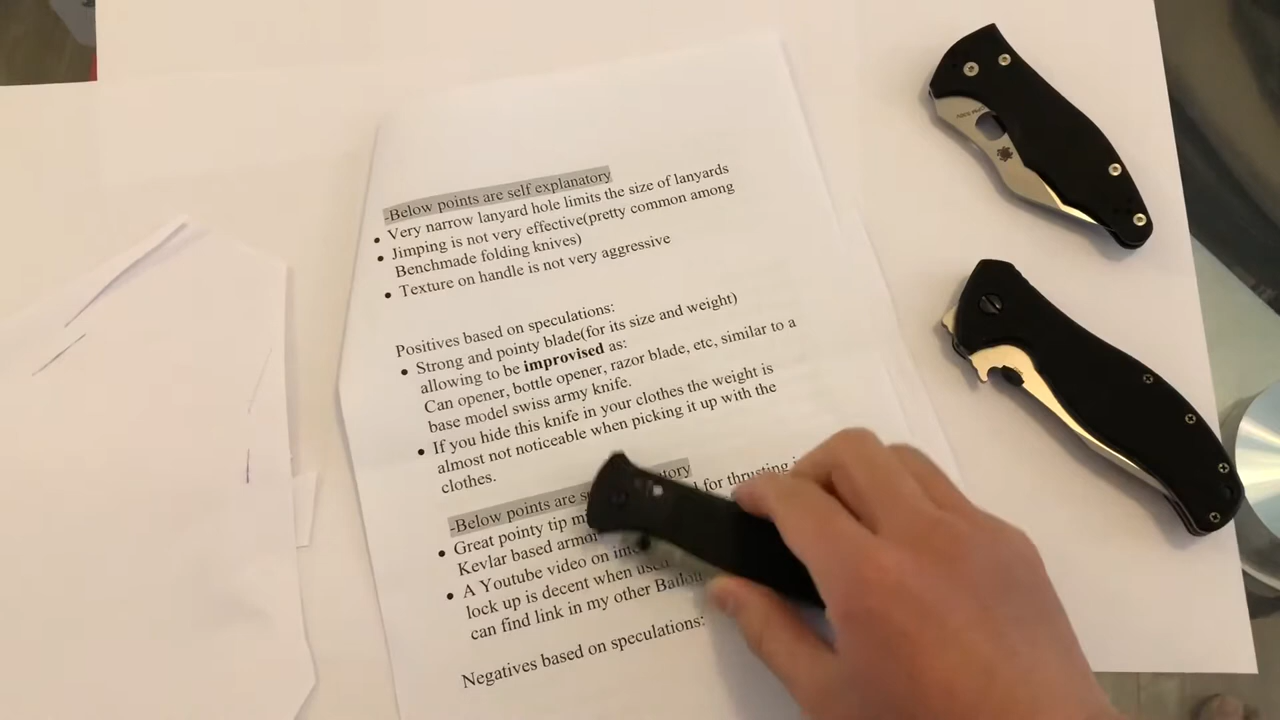 -Below points are self explanatory
• Very narrow lanyard hole limits the size of lanyards
• Jimping is not very effective(pretty common among
Benchmade folding knives)
• Texture on handle is not very aggressive
Positives based on speculations:
• Strong and pointy blade(for its size and weight)
allowing to be improvised as:
Can opener, bottle opener, razor blade, etc, similar to a
base model swiss army knife.
• If you hide this knife in your clothes the weight is
almost not noticeable when picking it up with the
clothes.
-Below points are
• Great pointy tip for thrusting
Kevlar based armor
• A Youtube video on
lock up is decent when used
can find link in my other
Negatives based on speculations: